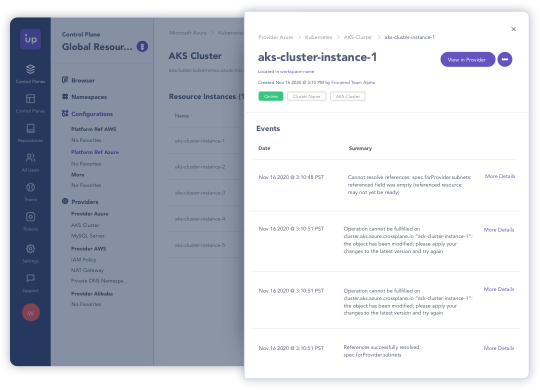 up
Control Planes
Control Planes
Repositories
All Users
Teams
Robots
Settings
Support
W
Control Plane
Global Resour...
Browser
Namespaces
Configurations
Platform Ref AWS
No Favorites
Platform Ref Azure
No Favorites
More
No Favorites
Providers
Provider Azure
AKS Cluster
MySQL Server
Provider AWS
IAM Policy
NAT Gateway
Private DNS Namespa...
Provider Alibaba
No Favorites
Microsoft Azure > Kubernetes
AKS Cluster
Resource Instances (1
Name
aks-cluster-instance-1
aks-cluster-instance-2
aks-cluster-instance-3
aks-cluster-instance-4
aks-cluster-instance-5
Provider Azure > Kubernetes > AKS Cluster > aks-cluster-instance-1
aks-cluster-instance-1
View in Provider
Located in workspace-name
Created Nov 16 2020 @ 3:10 PM by Frontend Team Alpha
Online
Cluster Name
AKS Cluster
Events
Date Summary
Nov 16 2020 @ 3:10:48 PST
Cannot resolve references: spec.forProvider.subnets:
referenced field was empty (referenced resource
may not yet be ready)
More Details
Nov 16 2020 @ 3:10:51 PST
Operation cannot be fulfilled on
cluster.aks.azure.crossplane.io "ask-cluster-instance-1":
the object has been modified; please apply your
changes to the latest version and try again
More Details
Nov 16 2020 @ 3:10:51 PST
Operation cannot be fulfilled on
cluster.aks.azure.crossplane.io "ask-cluster-instance-1":
the object has been modified; please apply your
changes to the latest version and try again
More Details
Nov 16 2020 @ 3:10:51 PST
References successfully resolved:
spec.forProvider.subnets
More Details